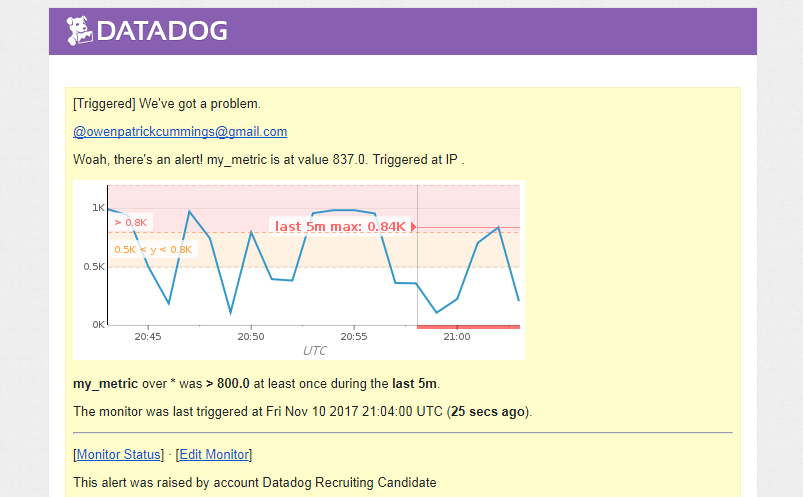 DATADOG
[Triggered] We've got a problem.
@owenpatrickcummings@gmail.com
Woah, there's an alert! my_metric is at value 837.0. Triggered at IP .
1K
> 0.8K
last 5m max: 0.84K
0.5K < y < 0.8K
0.5K
0K
20:45 20:50 20:55 21:00
UTC
my_metric over * was > 800.0 at least once during the last 5m.
The monitor was last triggered at Fri Nov 10 2017 21:04:00 UTC (25 secs ago).
[Monitor Status] · [Edit Monitor]
This alert was raised by account Datadog Recruiting Candidate